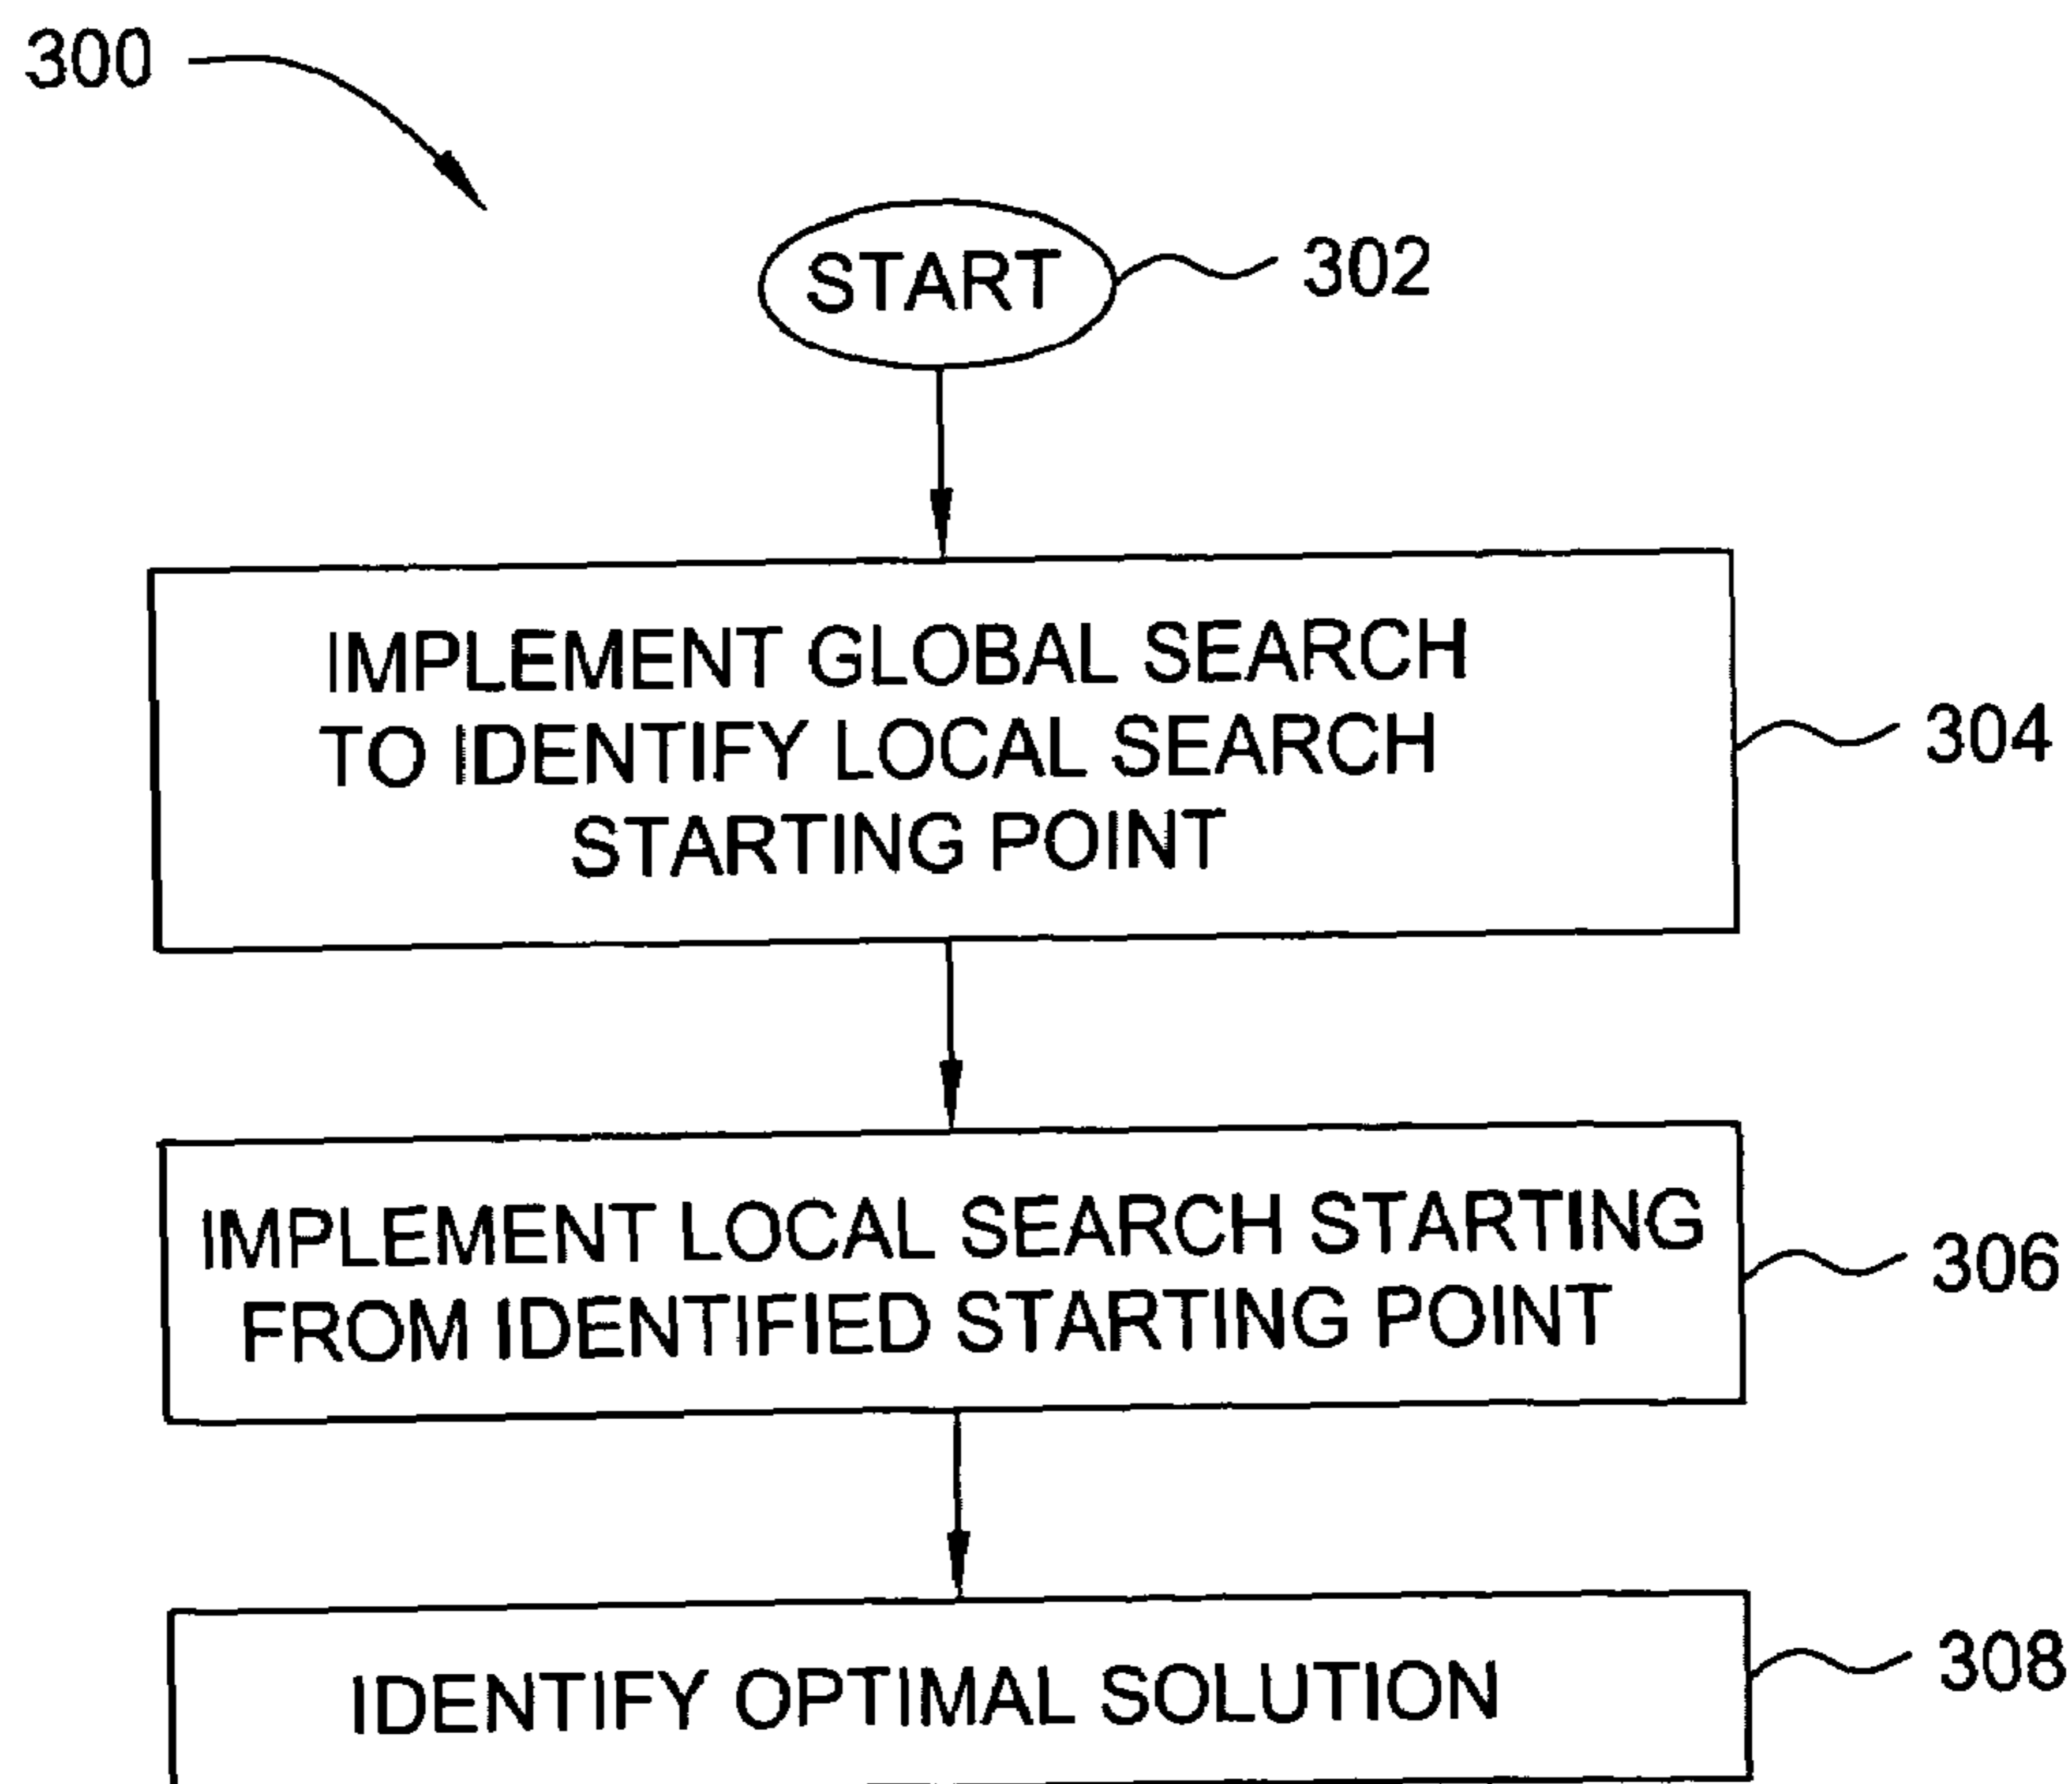 300
START
302
IMPLEMENT GLOBAL SEARCH
TO IDENTIFY LOCAL SEARCH
STARTING POINT
304
IMPLEMENT LOCAL SEARCH STARTING
FROM IDENTIFIED STARTING POINT
306
IDENTIFY OPTIMAL SOLUTION
308